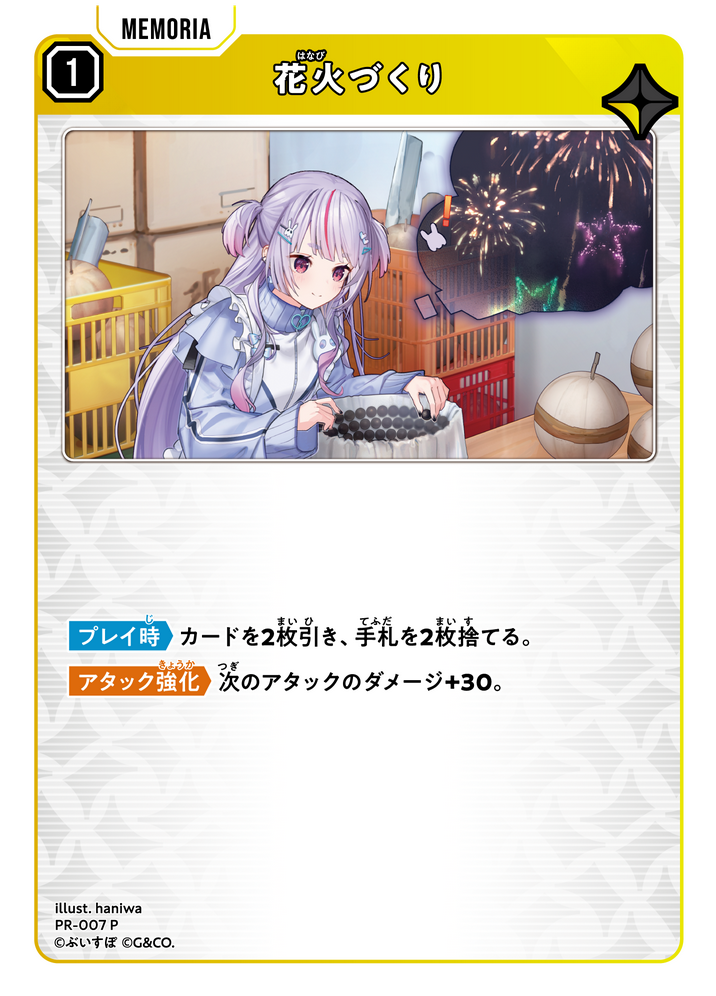 MEMORIA
1
はなび
花火づくり
!
じ まい ひ てふだ まい す
プレイ時 カードを2枚引き、手札を2枚捨てる。
きょうか つぎ
アタック強化 次のアタックのダメージ+30。
illust. haniwa
PR-007 P
©ぶいすぽ ©G&CO.